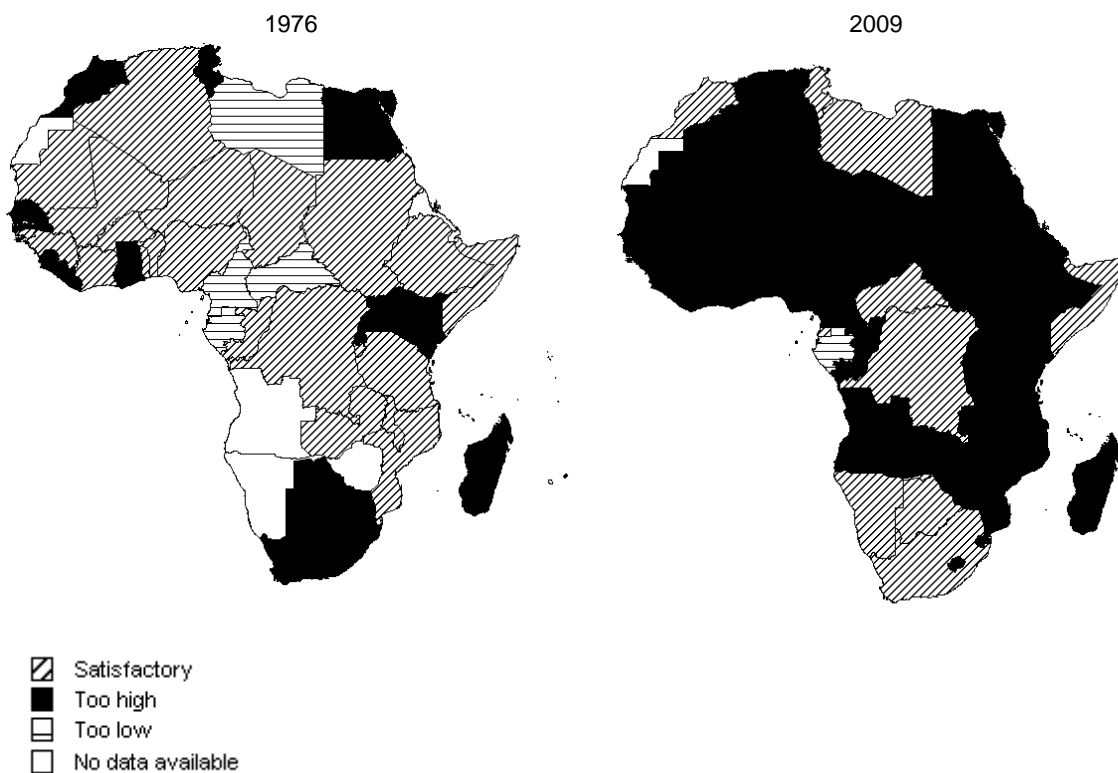 1976
2009
Satisfactory
Too high
Too low
No data available